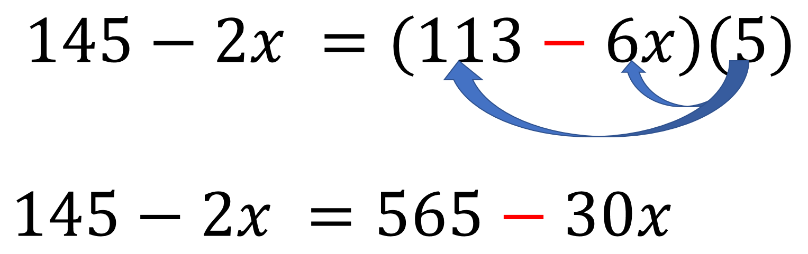 145 − 2x = (113 − 6x)(5)
145 − 2x = 565 − 30x